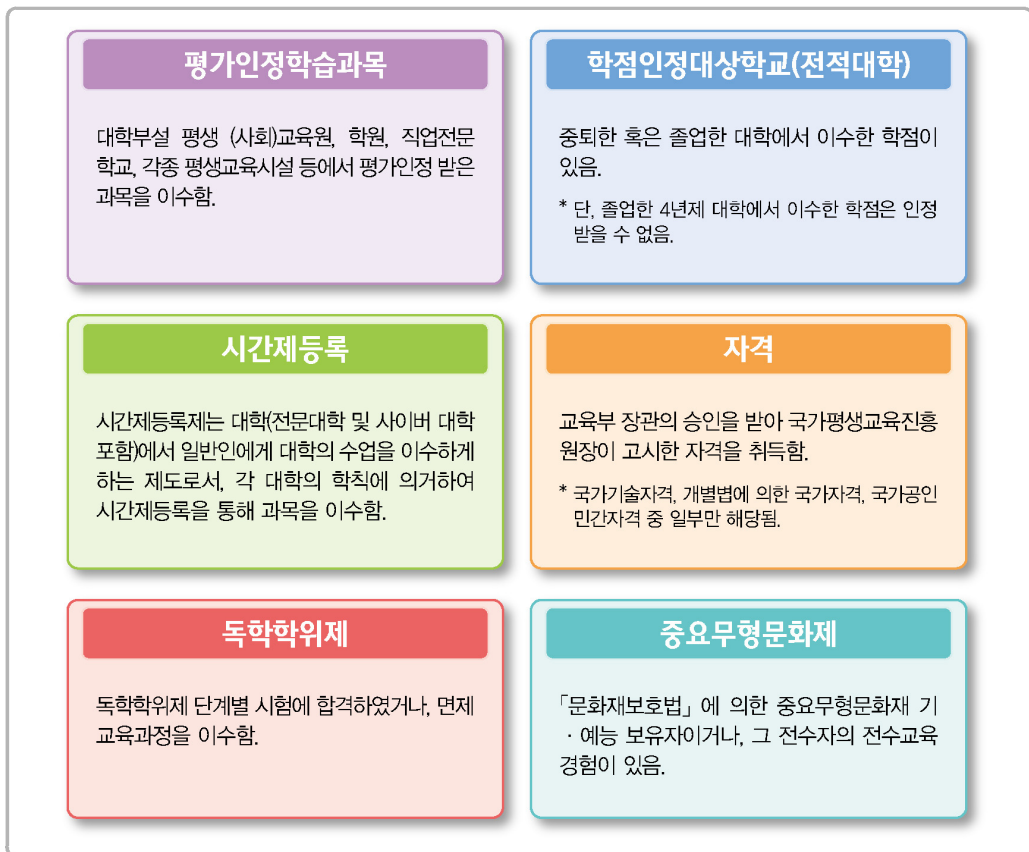 평가인정학습과목
대학부설 평생 (사회)교육원, 학원, 직업전문
학교, 각종 평생교육시설 등에서 평가인정 받은
과목을 이수함.
학점인정대상학교(전적대학)
중퇴한 혹은 졸업한 대학에서 이수한 학점이
있음.
* 단, 졸업한 4년제 대학에서 이수한 학점은 인정
받을 수 없음.
시간제등록
시간제등록제는 대학(전문대학 및 사이버 대학
포함)에서 일반인에게 대학의 수업을 이수하게
하는 제도로서, 각 대학의 학칙에 의거하여
시간제등록을 통해 과목을 이수함.
자격
교육부 장관의 승인을 받아 국가평생교육진흥
원장이 고시한 자격을 취득함.
* 국가기술자격, 개별볍에 의한 국가자격, 국가공인
민간자격 중 일부만 해당됨.
독학학위제
독학학위제 단계별 시험에 합격하였거나, 면제
교육과정을 이수함.
중요무형문화제
「문화재보호법」에 의한 중요무형문화재 기
· 예능 보유자이거나, 그 전수자의 전수교육
경험이 있음.